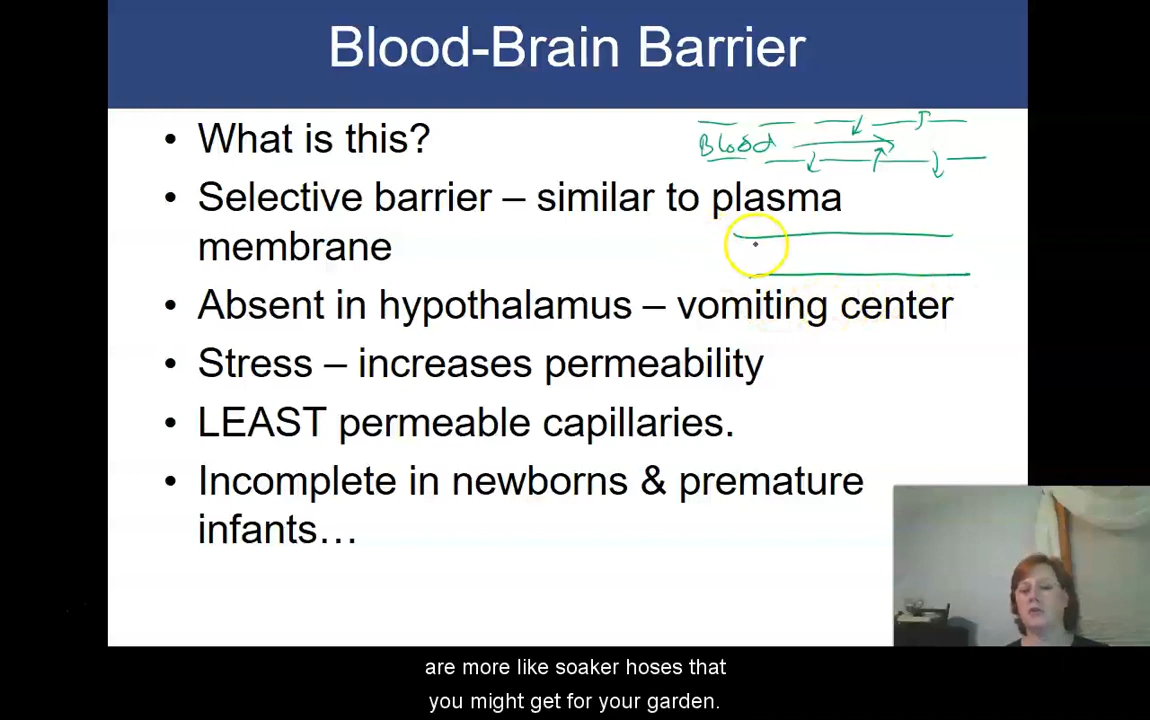 Blood-Brain Barrier
• What is this?
Blood
• Selective barrier – similar to plasma
membrane
• Absent in hypothalamus – vomiting center
• Stress – increases permeability
• LEAST permeable capillaries.
• Incomplete in newborns & premature
infants…
are more like soaker hoses that
you might get for your garden.